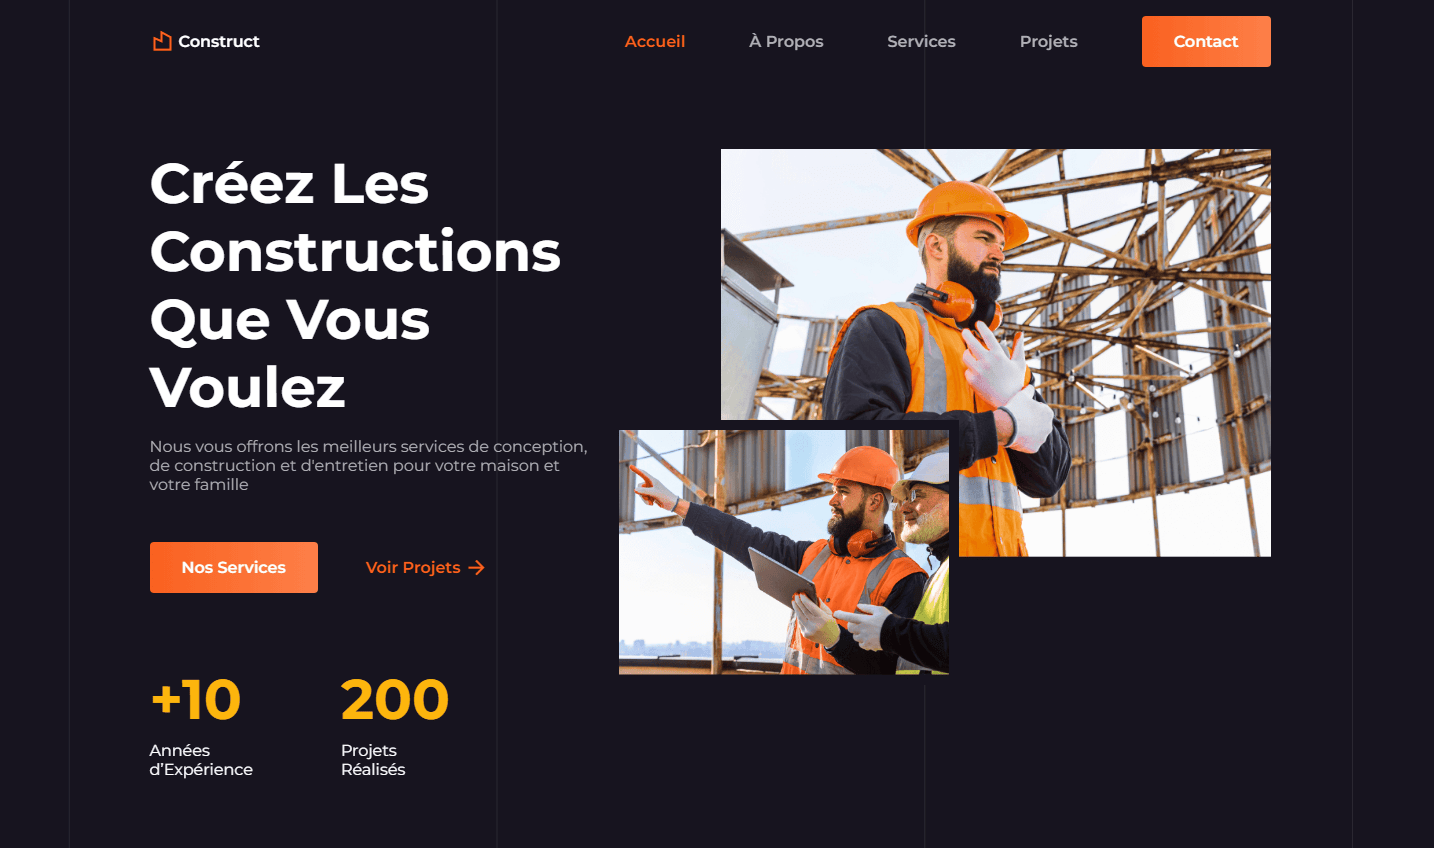 Construct
Accueil
À Propos
Services
Projets
Contact
Créez Les
Constructions
Que Vous
Voulez
Nous vous offrons les meilleurs services de conception,
de construction et d'entretien pour votre maison et
votre famille
Nos Services
Voir Projets
+10
Années
d’Expérience
200
Projets
Réalisés